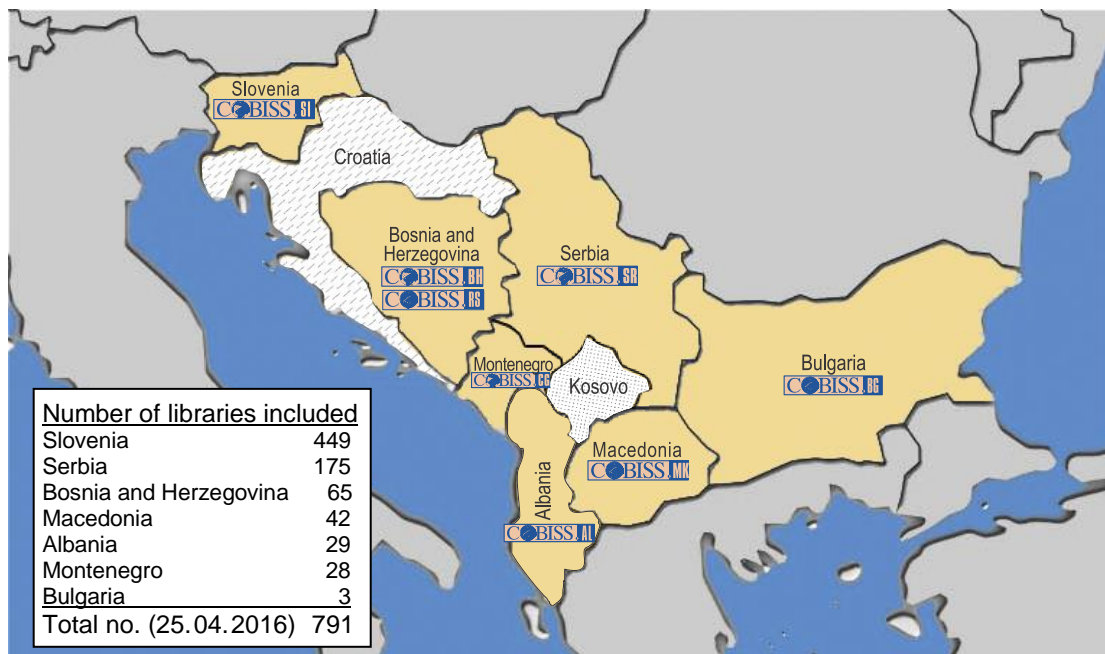 Slovenia
COBISS.SI
Croatia
Bosnia and
Herzegovina
COBISS.BH
COBISS.RS
Serbia
COBISS.SR
Montenegro
COBISS.CG
Kosovo
Bulgaria
COBISS.BG
Macedonia
COBISS.MK
Albania
COBISS.AL
Number of libraries included
Slovenia 449
Serbia 175
Bosnia and Herzegovina 65
Macedonia 42
Albania 29
Montenegro 28
Bulgaria 3
Total no. (25.04.2016) 791